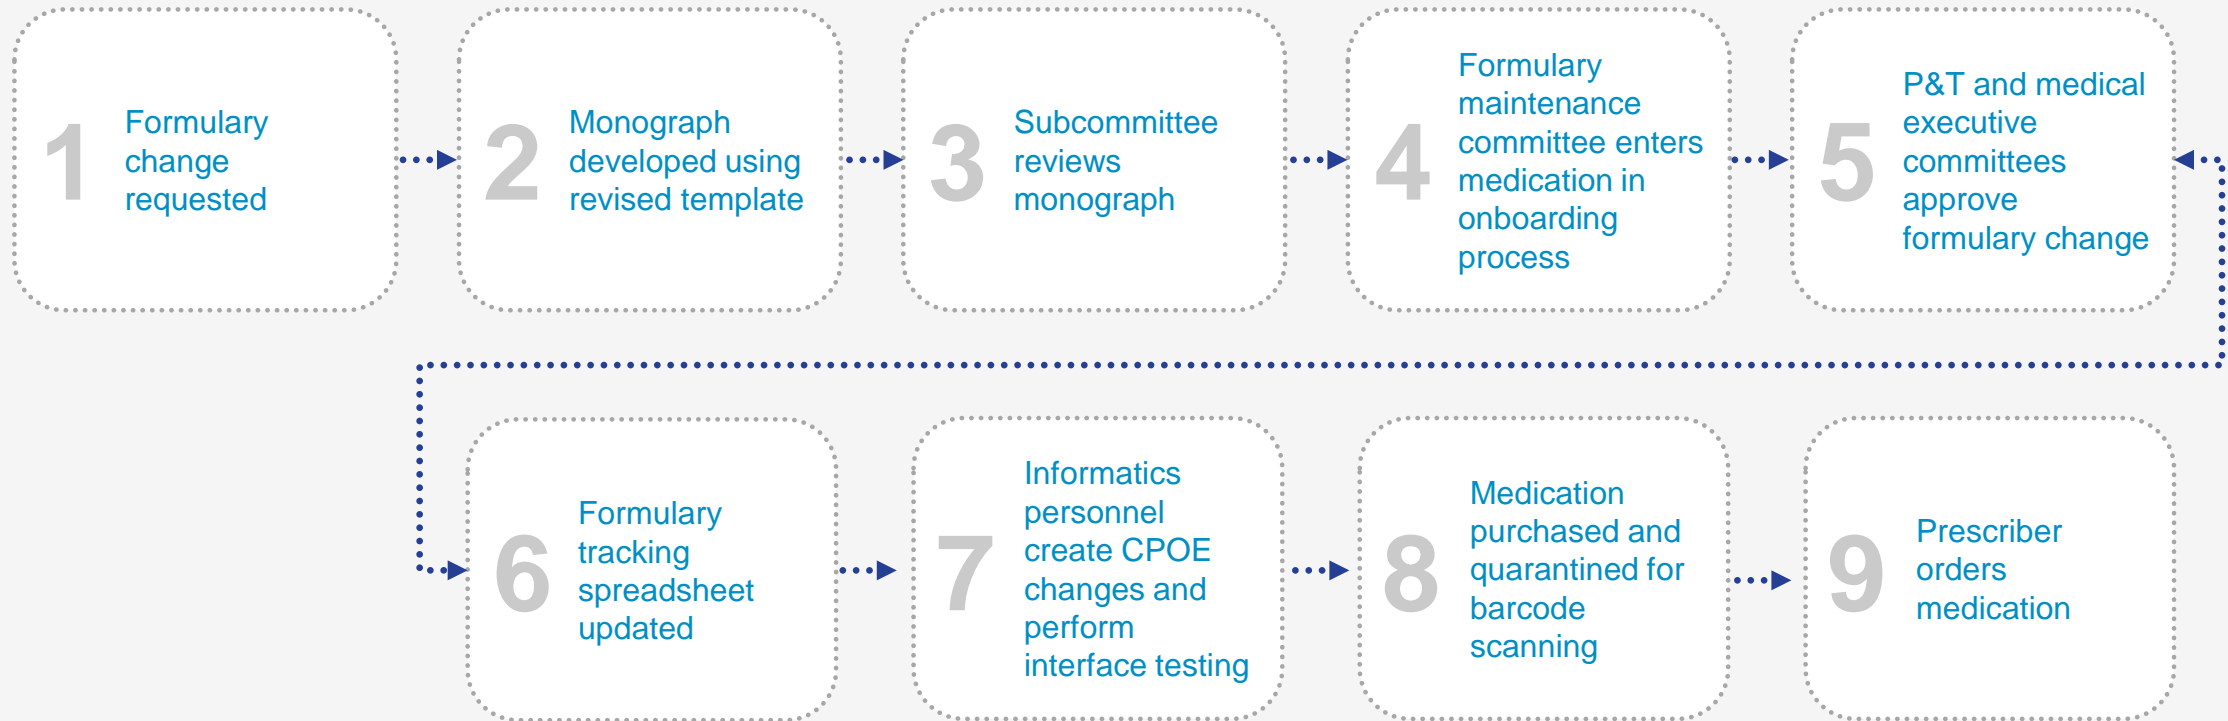 1
Formulary
change
requested
2
Monograph
developed using
revised template
3
Subcommittee
reviews
monograph
4
Formulary
maintenance
committee enters
medication in
onboarding
process
5
P&T and medical
executive
committees
approve
formulary change
6
Formulary
tracking
spreadsheet
updated
7
Informatics
personnel
create CPOE
changes and
perform
interface testing
8
Medication
purchased and
quarantined for
barcode
scanning
9
Prescriber
orders
medication